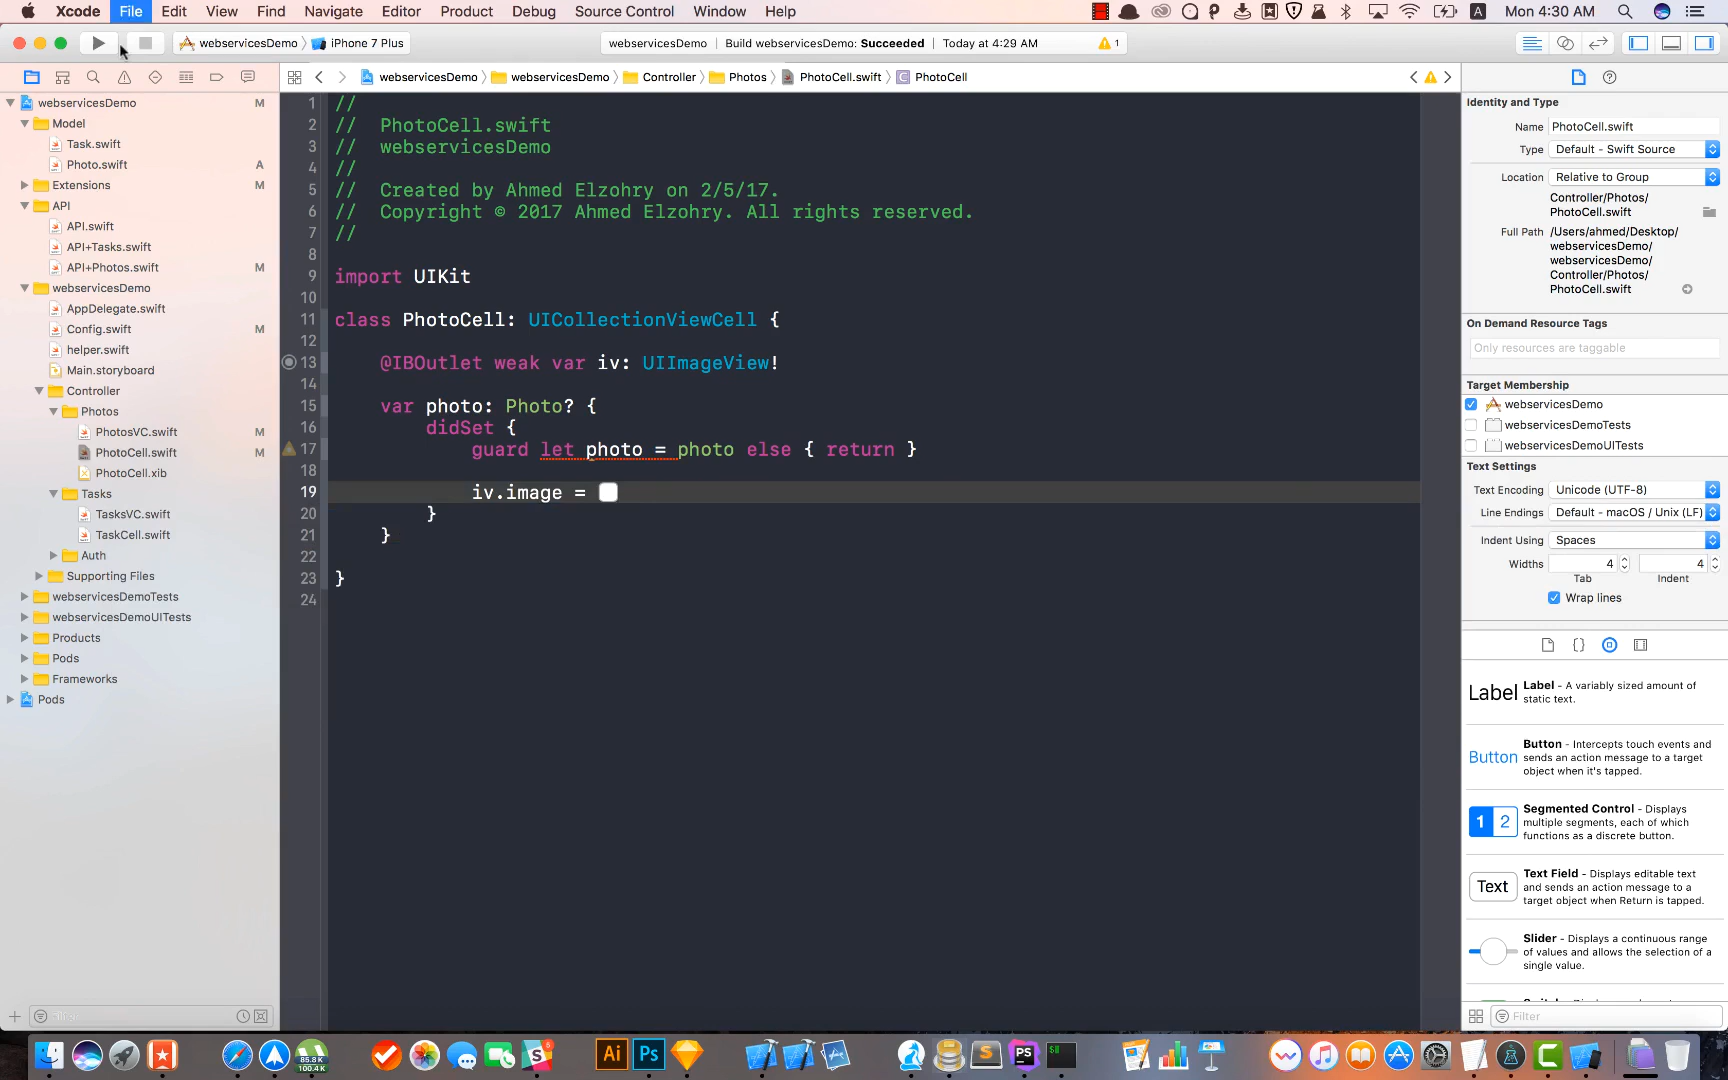 Xcode File Edit View Find Navigate Editor Product Debug Source Control Window Help A Mon 4:30 AM
webservicesDemo iPhone 7 Plus webservicesDemo Build webservicesDemo: Succeeded Today at 4:29 AM 1
webservicesDemo webservicesDemo Controller Photos PhotoCell.swift PhotoCell
webservicesDemo M
Model
Task.swift
Photo.swift A
Extensions M
API
API.swift
API+Tasks.swift
API+Photos.swift M
webservicesDemo
AppDelegate.swift
Config.swift M
helper.swift
Main.storyboard
Controller
Photos
PhotosVC.swift M
PhotoCell.swift M
PhotoCell.xib
Tasks
TasksVC.swift
TaskCell.swift
Auth
Supporting Files
webservicesDemoTests
webservicesDemoUITests
Products
Pods
Frameworks
Pods
1 //
2 // PhotoCell.swift
3 // webservicesDemo
4 //
5 // Created by Ahmed Elzohry on 2/5/17.
6 // Copyright © 2017 Ahmed Elzohry. All rights reserved.
7 //
8
9 import UIKit
10
11 class PhotoCell: UICollectionViewCell {
12
13 @IBOutlet weak var iv: UIImageView!
14
15 var photo: Photo? {
16 didSet {
17 guard let photo = photo else { return }
18
19 iv.image =
20 }
21 }
22
23 }
24
Identity and Type
Name PhotoCell.swift
Type Default - Swift Source
Location Relative to Group
Controller/Photos/
PhotoCell.swift
Full Path /Users/ahmed/Desktop/
webservicesDemo/
webservicesDemo/
Controller/Photos/
PhotoCell.swift
On Demand Resource Tags
Only resources are taggable
Target Membership
webservicesDemo
webservicesDemoTests
webservicesDemoUITests
Text Settings
Text Encoding Unicode (UTF-8)
Line Endings Default - macOS / Unix (LF)
Indent Using Spaces
Widths 4 4
Tab Indent
Wrap lines
Label Label - A variably sized amount of
static text.
Button Button - Intercepts touch events and
sends an action message to a
target object when it's tapped.
1 2 Segmented Control - Displays
multiple segments, each of which
functions as a discrete button.
Text Text Field - Displays editable text
and sends an action message to a
target object when Return is tapped.
Slider - Displays a continuous range
of values and allows the selection of a
single value.
Filter
85.8 K
100.4 K
5
Ai Ps S PS